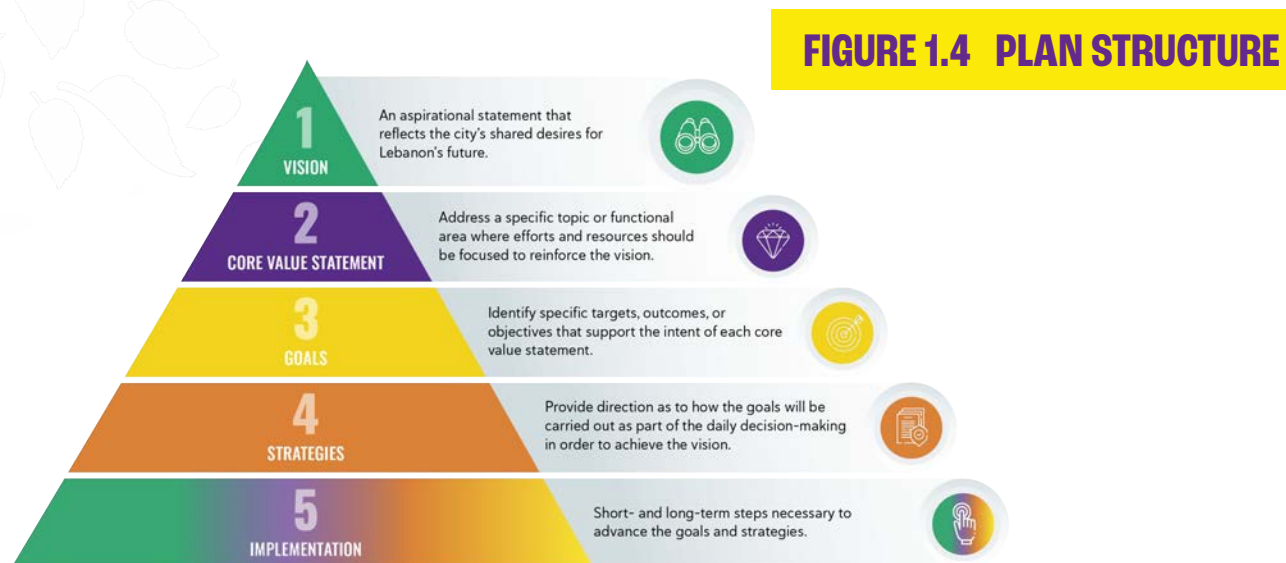 FIGURE 1.4 PLAN STRUCTURE
1
VISION
An aspirational statement that
reflects the city's shared desires for
Lebanon's future.
2
CORE VALUE STATEMENT
Address a specific topic or functional
area where efforts and resources should
be focused to reinforce the vision.
3
GOALS
Identify specific targets, outcomes, or
objectives that support the intent of each core
value statement.
4
STRATEGIES
Provide direction as to how the goals will be
carried out as part of the daily decision-making
in order to achieve the vision.
5
IMPLEMENTATION
Short- and long-term steps necessary to
advance the goals and strategies.